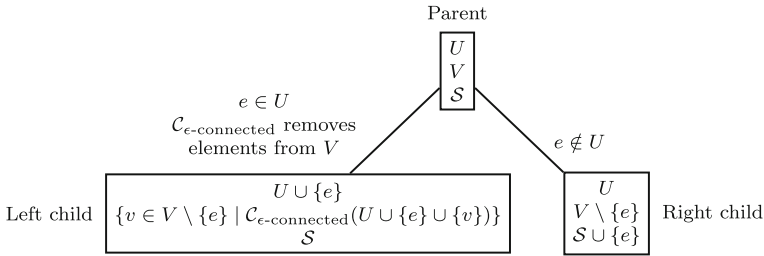 Parent
U
V
𝒮
e ∈ U
𝒞ϵ-connected removes
elements from V
e ∉ U
Left child
U ∪ {e}
{v ∈ V \ {e} | 𝒞ϵ-connected(U ∪ {e} ∪ {v})}
𝒮
U
V \ {e}
𝒮 ∪ {e}
Right child